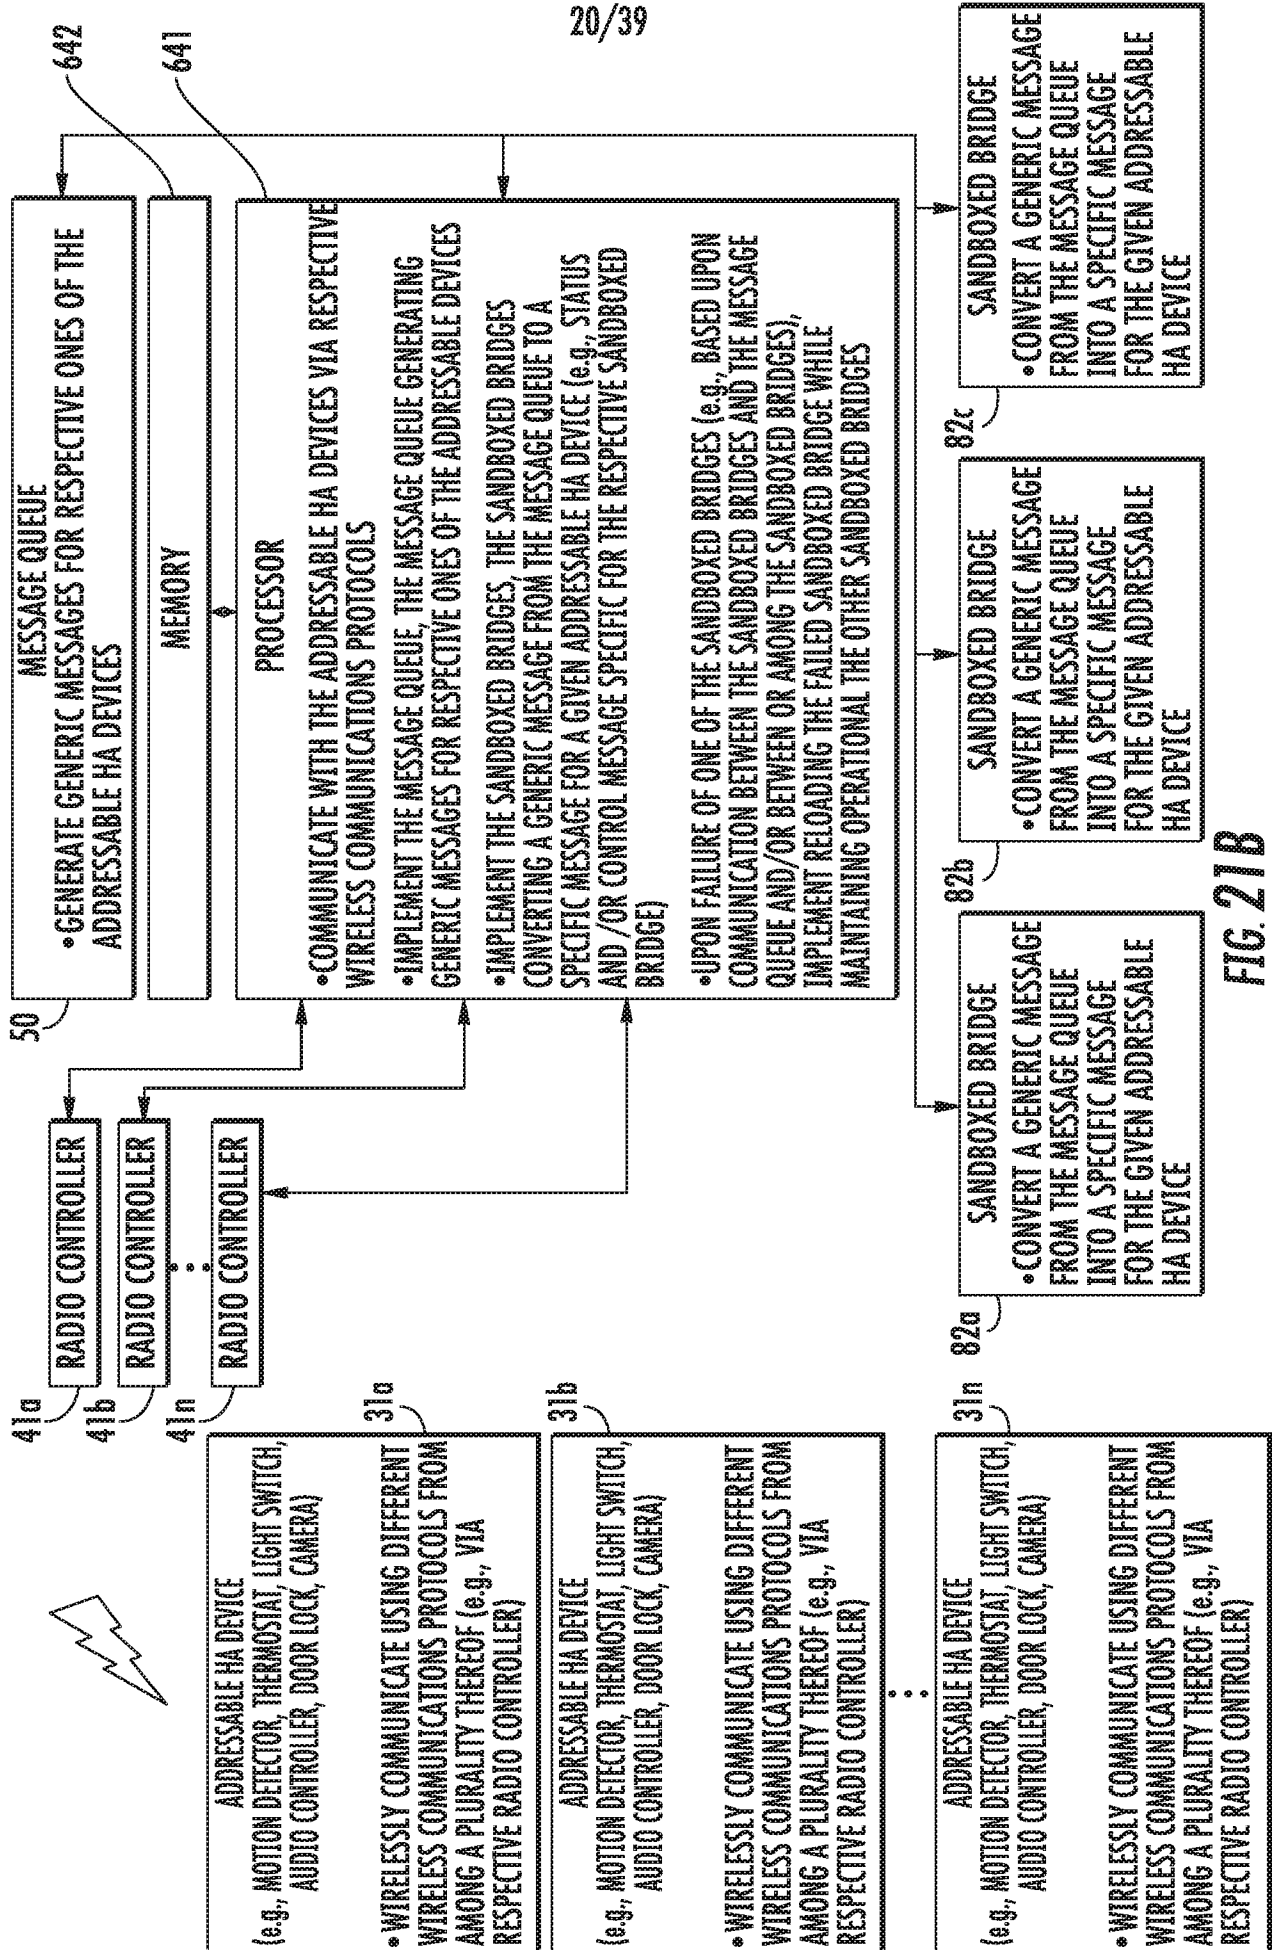 20/39
ADDRESSABLE HA DEVICE
(e.g., MOTION DETECTOR, THERMOSTAT, LIGHT SWITCH,
AUDIO CONTROLLER, DOOR LOCK, CAMERA)
• WIRELESSLY COMMUNICATE USING DIFFERENT
WIRELESS COMMUNICATIONS PROTOCOLS FROM
AMONG A PLURALITY THEREOF (e.g., VIA
RESPECTIVE RADIO CONTROLLER)
31a
ADDRESSABLE HA DEVICE
(e.g., MOTION DETECTOR, THERMOSTAT, LIGHT SWITCH,
AUDIO CONTROLLER, DOOR LOCK, CAMERA)
• WIRELESSLY COMMUNICATE USING DIFFERENT
WIRELESS COMMUNICATIONS PROTOCOLS FROM
AMONG A PLURALITY THEREOF (e.g., VIA
RESPECTIVE RADIO CONTROLLER)
31b
ADDRESSABLE HA DEVICE
(e.g., MOTION DETECTOR, THERMOSTAT, LIGHT SWITCH,
AUDIO CONTROLLER, DOOR LOCK, CAMERA)
• WIRELESSLY COMMUNICATE USING DIFFERENT
WIRELESS COMMUNICATIONS PROTOCOLS FROM
AMONG A PLURALITY THEREOF (e.g., VIA
RESPECTIVE RADIO CONTROLLER)
31n
41a
RADIO CONTROLLER
41b
RADIO CONTROLLER
41n
RADIO CONTROLLER
50
MESSAGE QUEUE
• GENERATE GENERIC MESSAGES FOR RESPECTIVE ONES OF THE
ADDRESSABLE HA DEVICES
MEMORY
642
PROCESSOR
641
• COMMUNICATE WITH THE ADDRESSABLE HA DEVICES VIA RESPECTIVE
WIRELESS COMMUNICATIONS PROTOCOLS
• IMPLEMENT THE MESSAGE QUEUE, THE MESSAGE QUEUE GENERATING
GENERIC MESSAGES FOR RESPECTIVE ONES OF THE ADDRESSABLE DEVICES
• IMPLEMENT THE SANDBOXED BRIDGES, THE SANDBOXED BRIDGES
CONVERTING A GENERIC MESSAGE FROM THE MESSAGE QUEUE TO A
SPECIFIC MESSAGE FOR A GIVEN ADDRESSABLE HA DEVICE (e.g., STATUS
AND /OR CONTROL MESSAGE SPECIFIC FOR THE RESPECTIVE SANDBOXED
BRIDGE)
• UPON FAILURE OF ONE OF THE SANDBOXED BRIDGES (e.g., BASED UPON
COMMUNICATION BETWEEN THE SANDBOXED BRIDGES AND THE MESSAGE
QUEUE AND/OR BETWEEN OR AMONG THE SANDBOXED BRIDGES),
IMPLEMENT RELOADING THE FAILED SANDBOXED BRIDGE WHILE
MAINTAINING OPERATIONAL THE OTHER SANDBOXED BRIDGES
82a
SANDBOXED BRIDGE
• CONVERT A GENERIC MESSAGE
FROM THE MESSAGE QUEUE
INTO A SPECIFIC MESSAGE
FOR THE GIVEN ADDRESSABLE
HA DEVICE
82b
SANDBOXED BRIDGE
• CONVERT A GENERIC MESSAGE
FROM THE MESSAGE QUEUE
INTO A SPECIFIC MESSAGE
FOR THE GIVEN ADDRESSABLE
HA DEVICE
82c
SANDBOXED BRIDGE
• CONVERT A GENERIC MESSAGE
FROM THE MESSAGE QUEUE
INTO A SPECIFIC MESSAGE
FOR THE GIVEN ADDRESSABLE
HA DEVICE
FIG. 21B